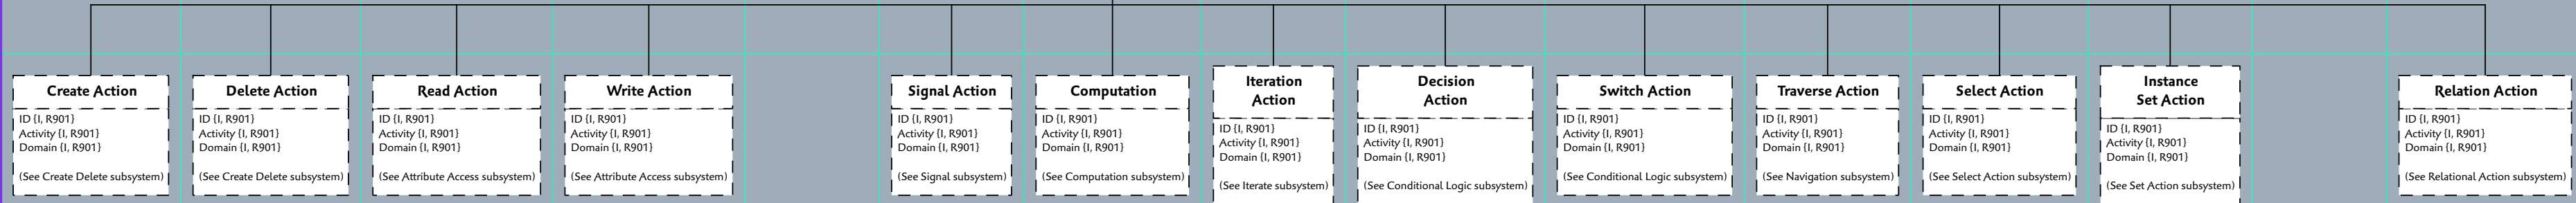 Create Action
ID {I, R901}
Activity {I, R901}
Domain {I, R901}
(See Create Delete subsystem)
Delete Action
ID {I, R901}
Activity {I, R901}
Domain {I, R901}
(See Create Delete subsystem)
Read Action
ID {I, R901}
Activity {I, R901}
Domain {I, R901}
(See Attribute Access subsystem)
Write Action
ID {I, R901}
Activity {I, R901}
Domain {I, R901}
(See Attribute Access subsystem)
Signal Action
ID {I, R901}
Activity {I, R901}
Domain {I, R901}
(See Signal subsystem)
Computation
ID {I, R901}
Activity {I, R901}
Domain {I, R901}
(See Computation subsystem)
Iteration
Action
ID {I, R901}
Activity {I, R901}
Domain {I, R901}
(See Iterate subsystem)
Decision
Action
ID {I, R901}
Activity {I, R901}
Domain {I, R901}
(See Conditional Logic subsystem)
Switch Action
ID {I, R901}
Activity {I, R901}
Domain {I, R901}
(See Conditional Logic subsystem)
Traverse Action
ID {I, R901}
Activity {I, R901}
Domain {I, R901}
(See Navigation subsystem)
Select Action
ID {I, R901}
Activity {I, R901}
Domain {I, R901}
(See Select Action subsystem)
Instance
Set Action
ID {I, R901}
Activity {I, R901}
Domain {I, R901}
(See Set Action subsystem)
Relation Action
ID {I, R901}
Activity {I, R901}
Domain {I, R901}
(See Relational Action subsystem)